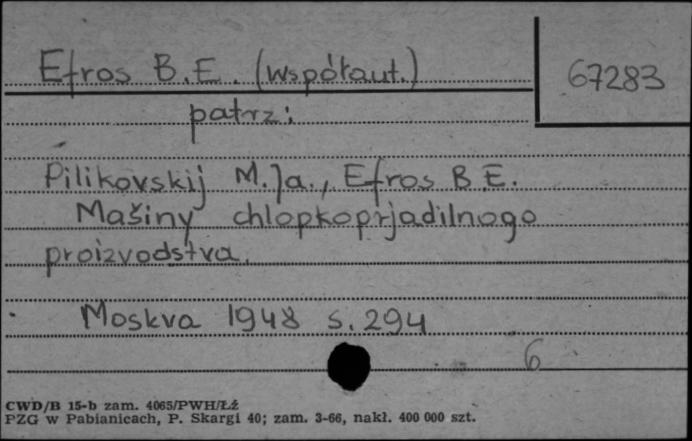 Efros B.E. (współaut.)
67283
patrz:
Pilikovskij M.Ja., Efros B.E.
Mašiny chlopkoprjadilnogo
proizvodstva.
Moskva 1948 s. 294
6
CWD/B 15-b zam. 4065/PWH/Łź
PZG w Pabianicach, P. Skargi 40; zam. 3-66, nakł. 400 000 szt.